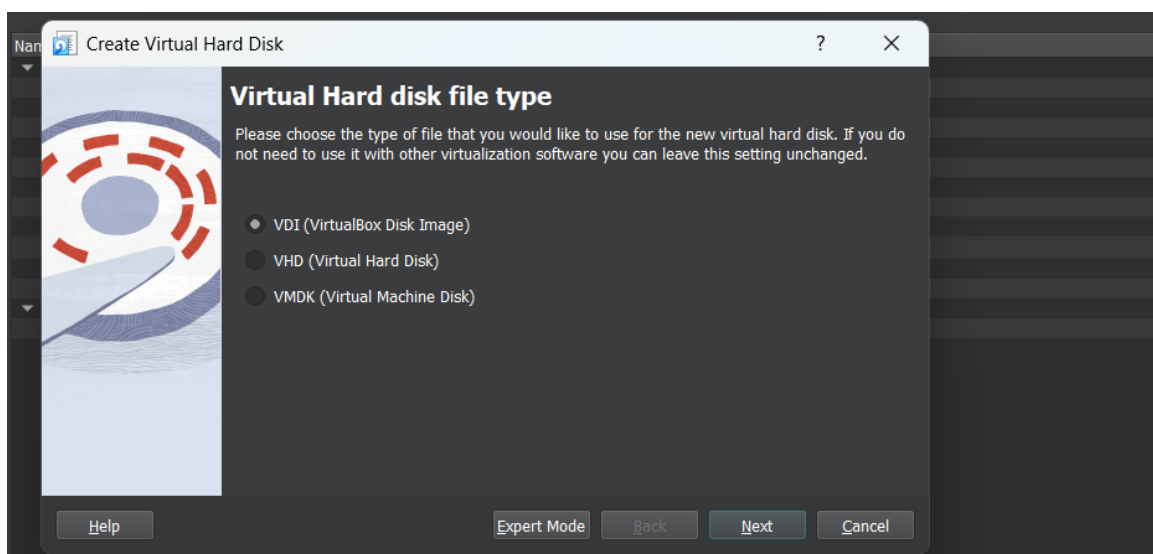 Nan
Create Virtual Hard Disk
?
Virtual Hard disk file type
Please choose the type of file that you would like to use for the new virtual hard disk. If you do
not need to use it with other virtualization software you can leave this setting unchanged.
VDI (VirtualBox Disk Image)
VHD (Virtual Hard Disk)
VMDK (Virtual Machine Disk)
Help
Expert Mode
Back
Next
Cancel